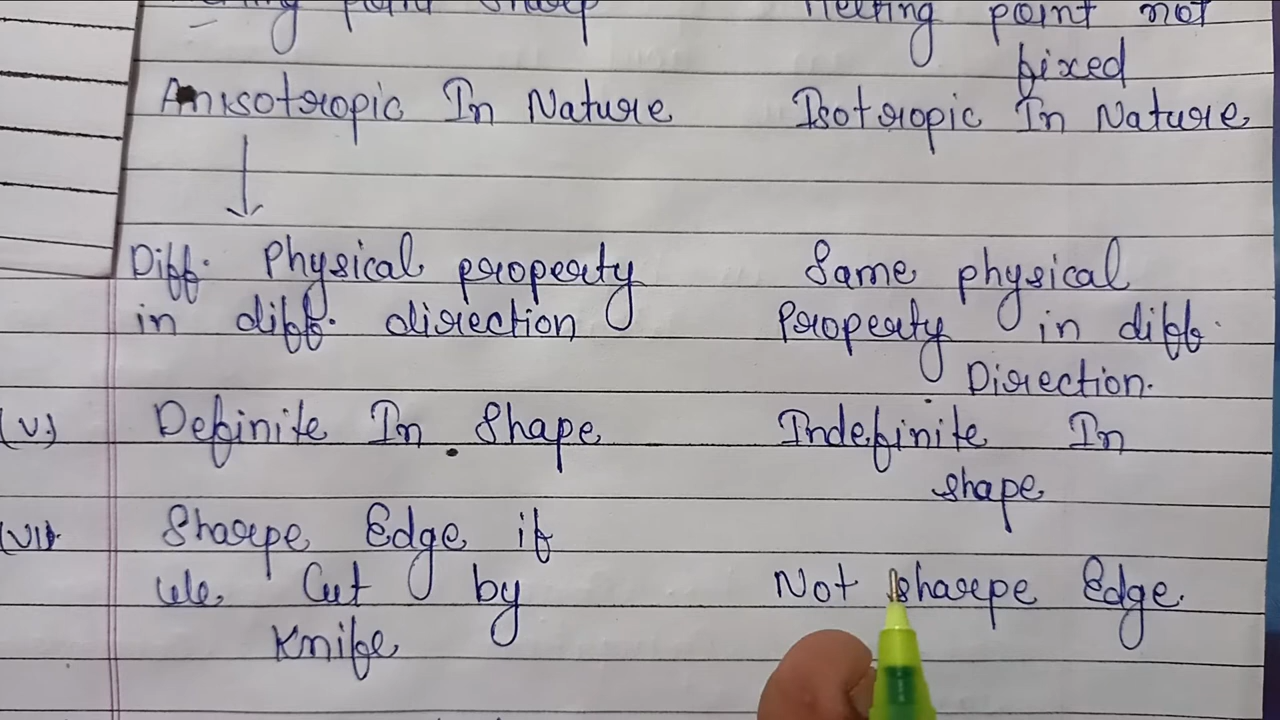 point sharp    Melting point not
fixed
Anisotropic In Nature    Isotropic In Nature
Diff. Physical property    Same physical
in diff. direction    Property in diff.
Direction.
(V.)    Definite In Shape    Indefinite In
shape
(VI).    Sharpe Edge if
We Cut by    Not sharpe Edge.
Knife